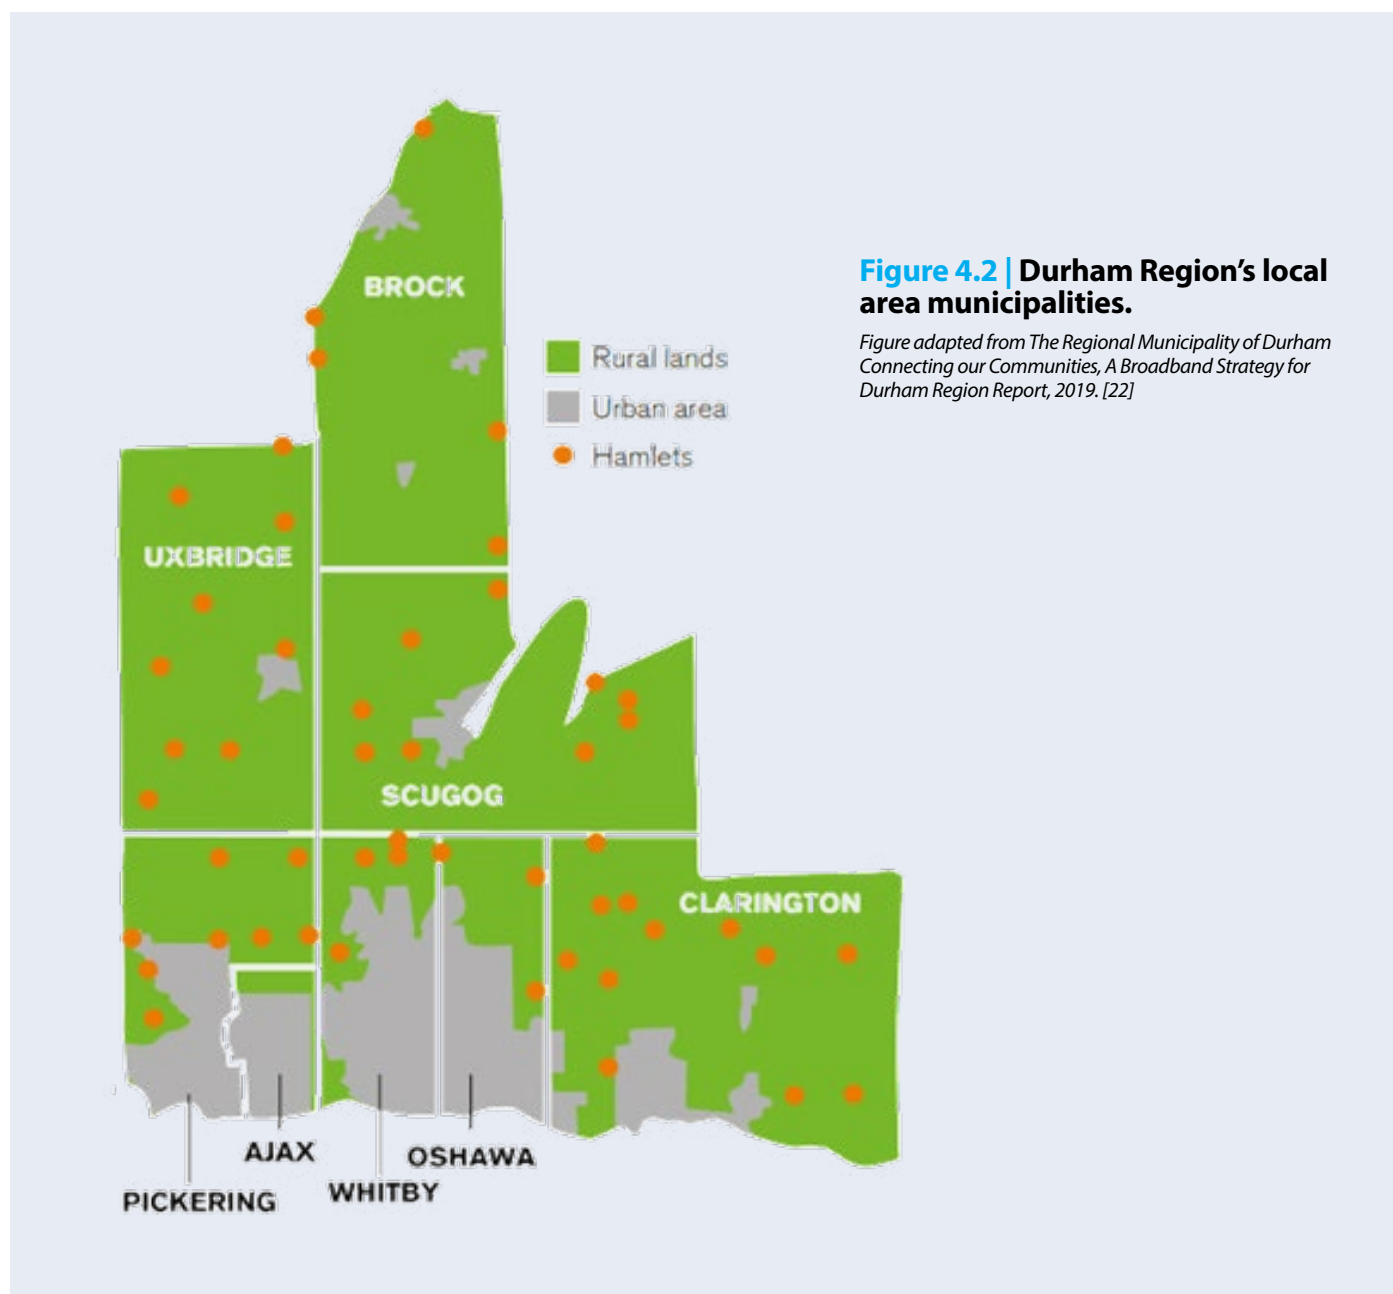 BROCK
Figure 4.2 | Durham Region's local
area municipalities.
Figure adapted from The Regional Municipality of Durham
Connecting our Communities, A Broadband Strategy for
Durham Region Report, 2019. [22]
Rural lands
Urban area
Hamlets
UXBRIDGE
SCUGOG
CLARINGTON
AJAX
OSHAWA
WHITBY
PICKERING